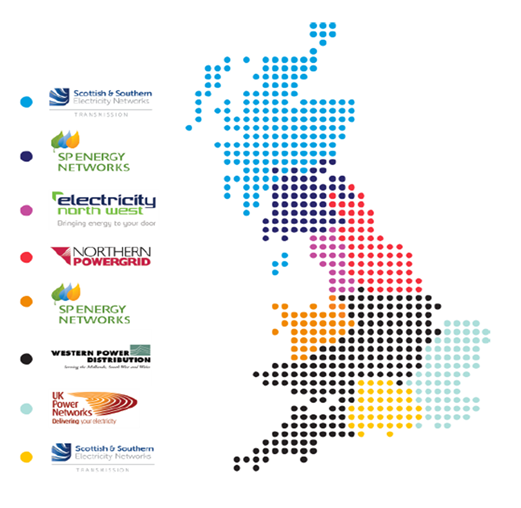 Scottish & Southern
Electricity Networks
TRANSMISSION
SP ENERGY
NETWORKS
electricity
north west
Bringing energy to your door
NORTHERN
POWERGRID
SP ENERGY
NETWORKS
WESTERN POWER
DISTRIBUTION
Serving the Midlands, South West and Wales
UK
Power
Networks
Delivering your electricity
Scottish & Southern
Electricity Networks
TRANSMISSION